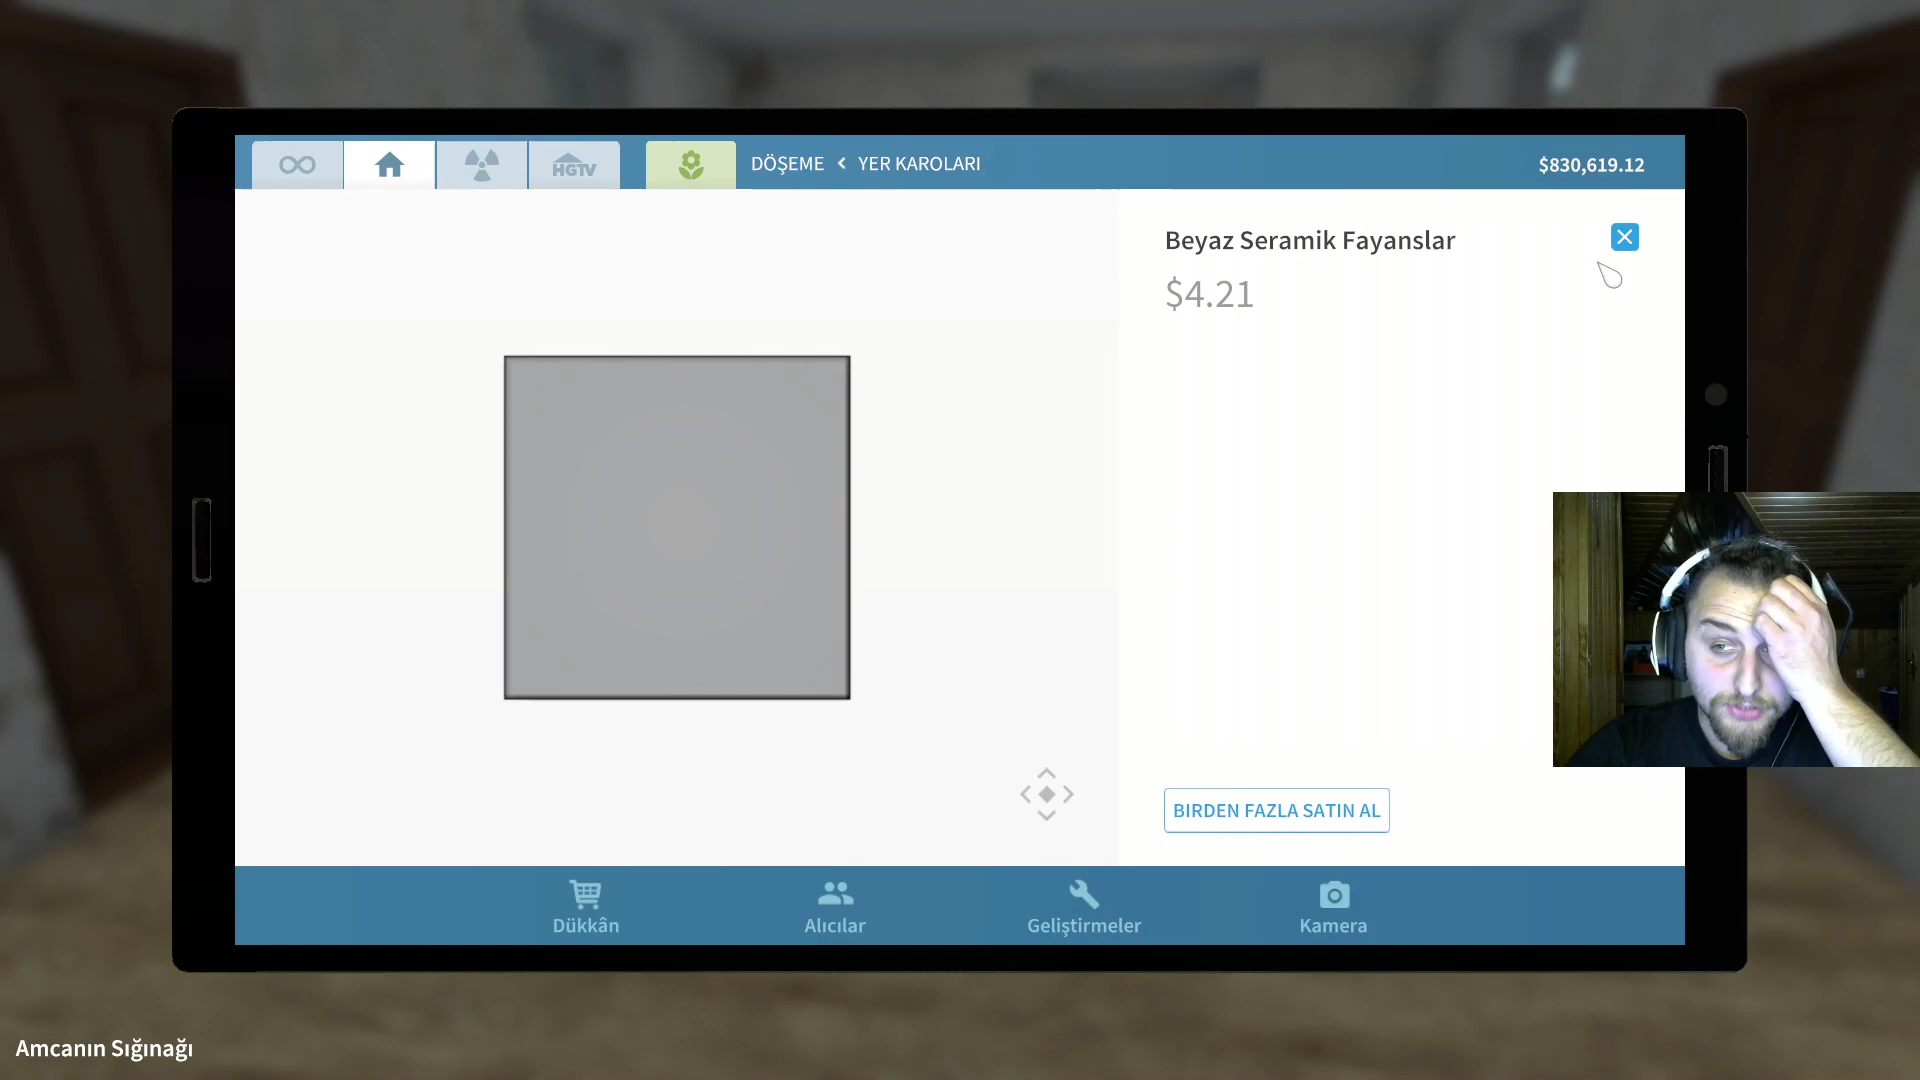 HGTV
DÖŞEME < YER KAROLARI
$830,619.12
Beyaz Seramik Fayanslar
$4.21
BIRDEN FAZLA SATIN AL
Dükkân
Alıcılar
Geliştirmeler
Kamera
Amcanın Sığınağı